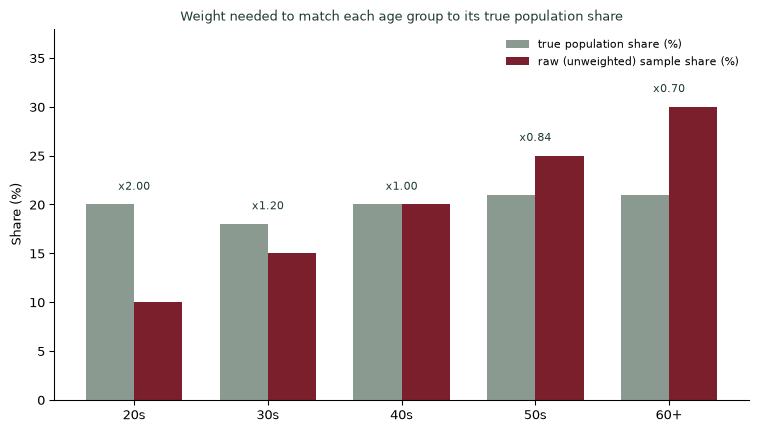 Weight needed to match each age group to its true population share
true population share (%)
raw (unweighted) sample share (%)
Share (%)
35
30
25
20
15
10
5
0
x2.00
x1.20
x1.00
x0.84
x0.70
20s
30s
40s
50s
60+